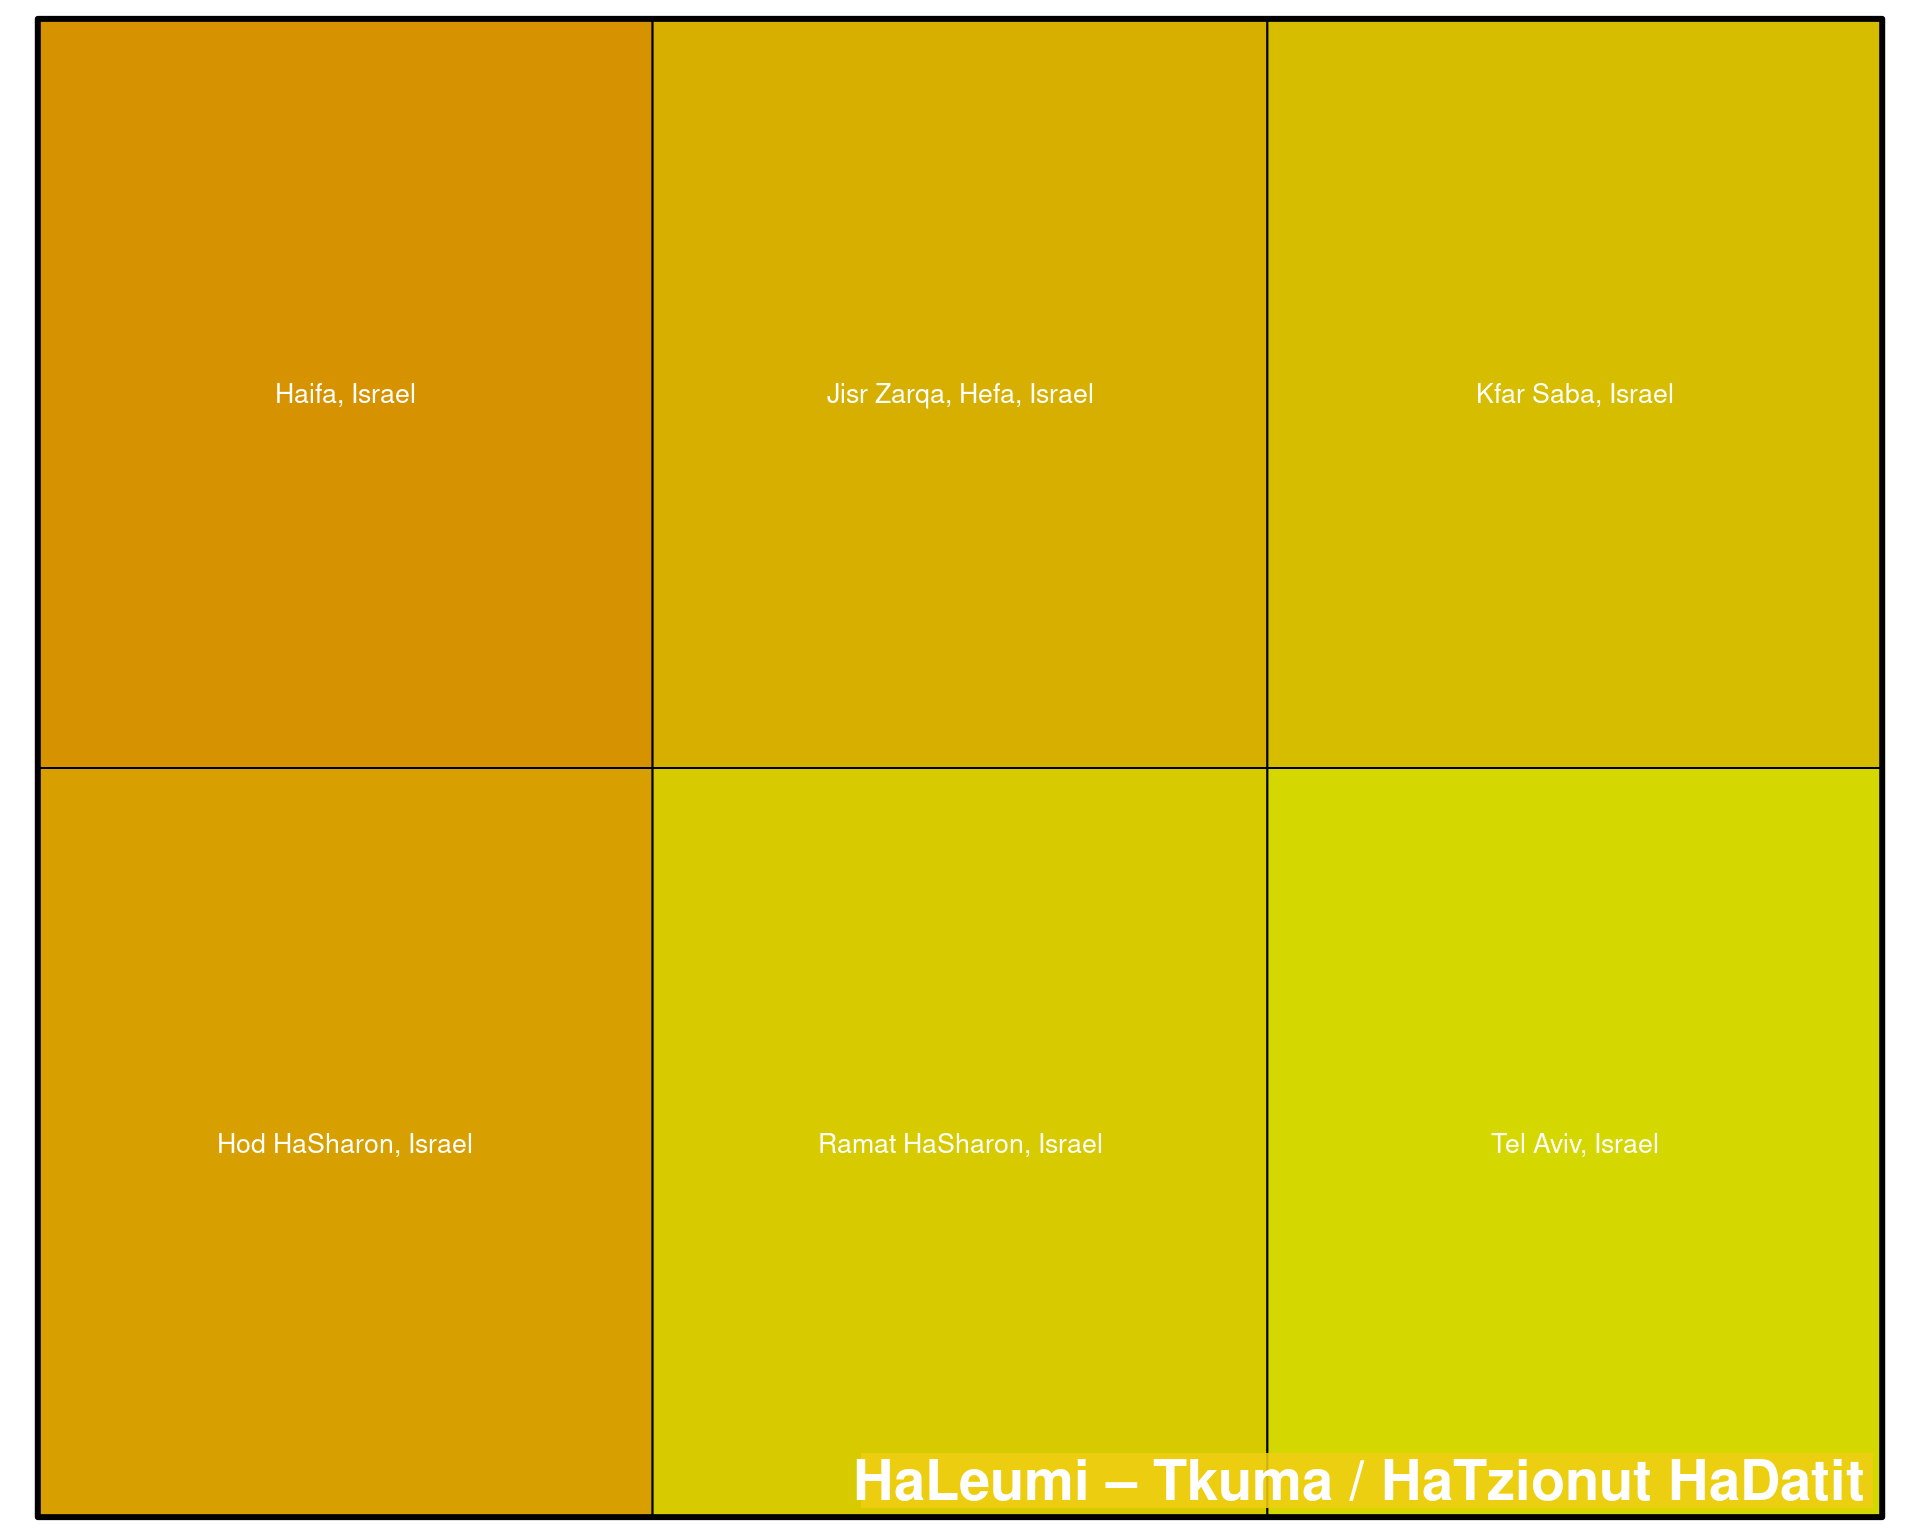 Haifa, Israel
Jisr Zarqa, Hefa, Israel
Kfar Saba, Israel
Hod HaSharon, Israel
Ramat HaSharon, Israel
Tel Aviv, Israel
HaLeumi – Tkuma / HaTzionut HaDatit